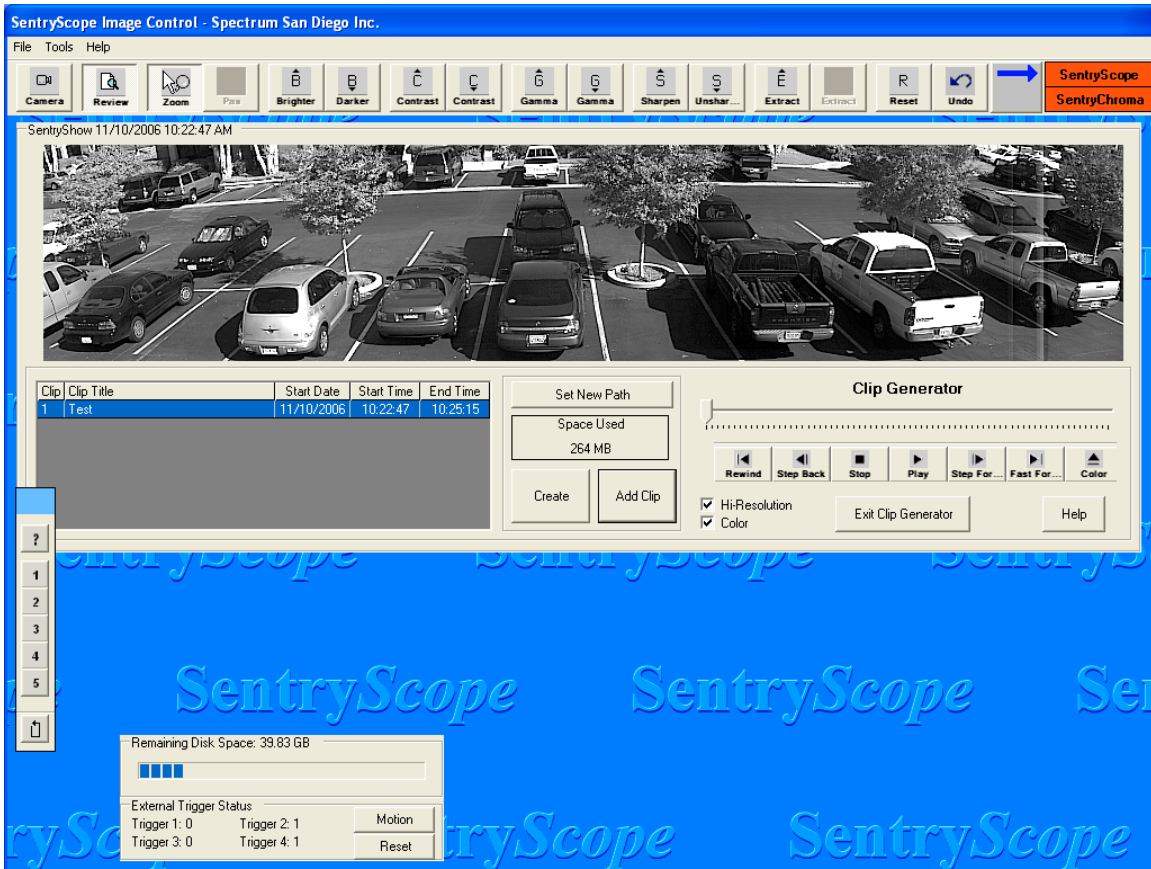 SentryScope Image Control - Spectrum San Diego Inc.
File Tools Help
Camera Review Zoom Pan Brighter Darker Contrast Contrast Gamma Gamma Sharpen Unshar... Extract Extract Reset Undo
SentryScope
SentryChroma
SentryShow 11/10/2006 10:22:47 AM
Clip Clip Title Start Date Start Time End Time
1 Test 11/10/2006 10:22:47 10:25:15
Set New Path
Space Used
264 MB
Create Add Clip
Clip Generator
Rewind Step Back Stop Play Step For... Fast For... Color
Hi-Resolution
Color
Exit Clip Generator
Help
?
1
2
3
4
5
SentryScope SentryScope
Remaining Disk Space: 39.83 GB
External Trigger Status
Trigger 1: 0 Trigger 2: 1
Trigger 3: 0 Trigger 4: 1
Motion
Reset
SentryScope